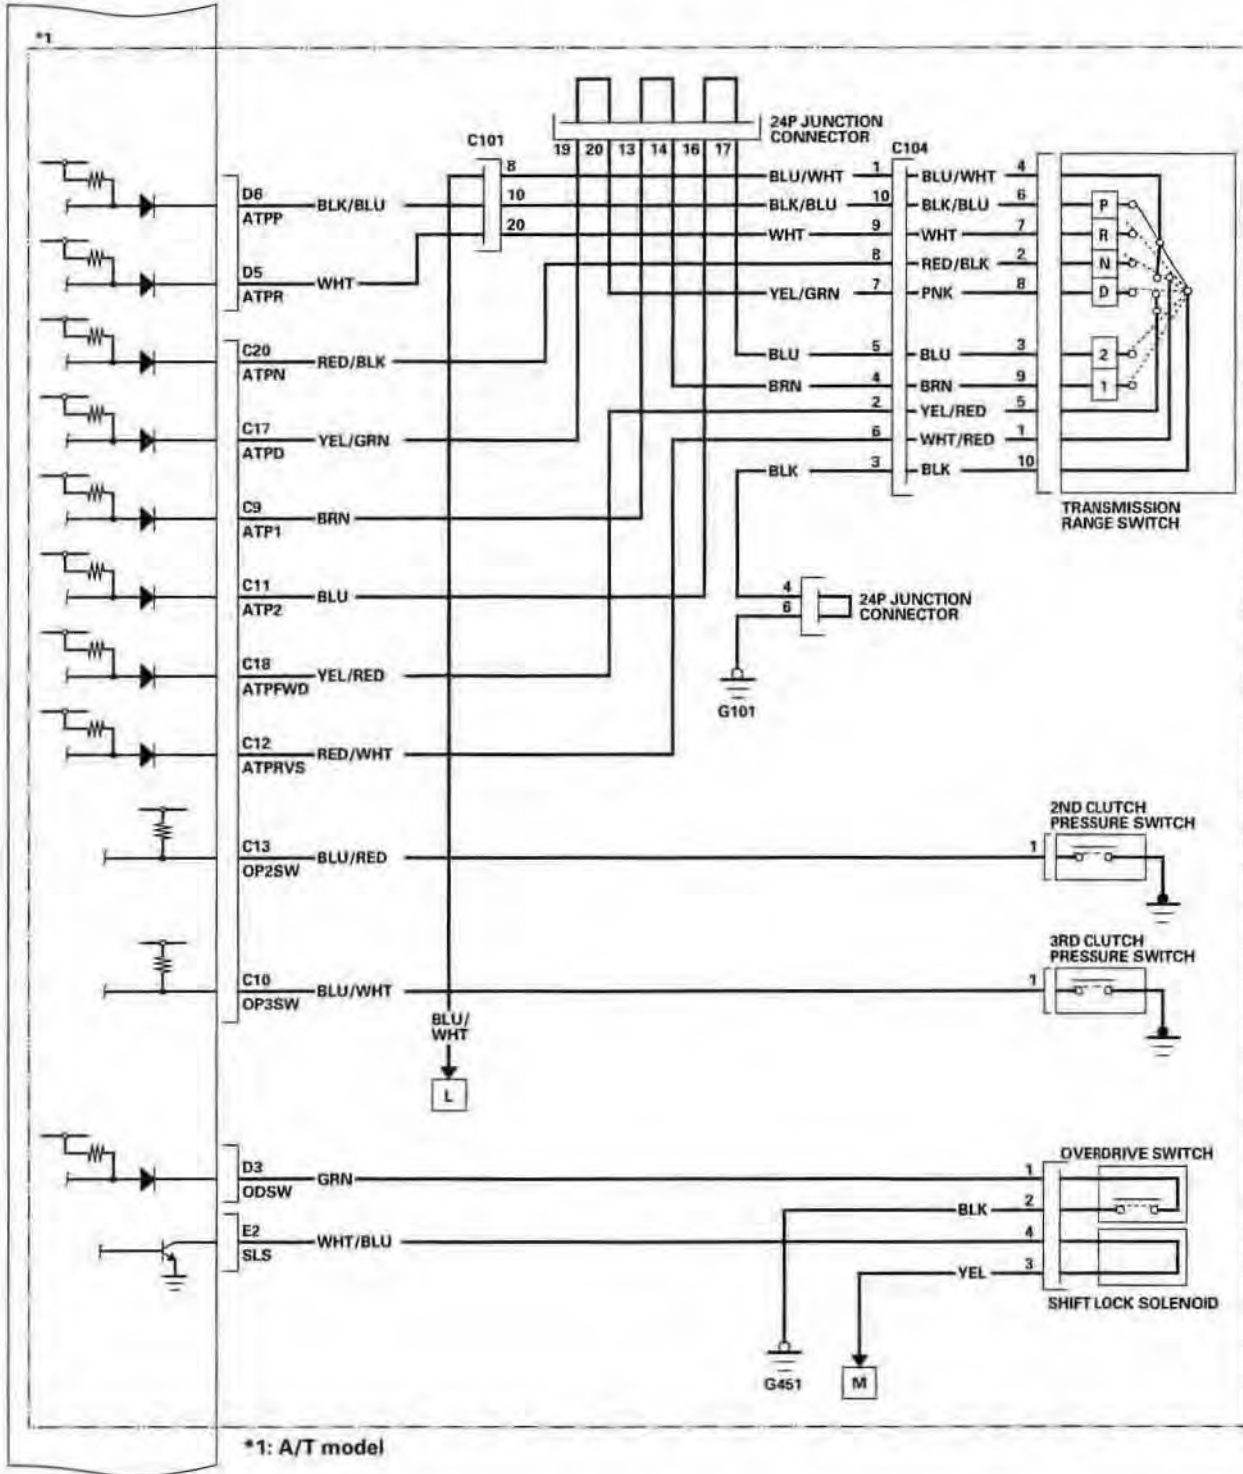 *1
24P JUNCTION
CONNECTOR
C101
19 20 13 14 16 17
C104
8 BLU/WHT 1 BLU/WHT 4
D6 BLK/BLU 10 BLK/BLU 10 BLK/BLU 6 P
ATPP
20 WHT 9 WHT 7 R
8 RED/BLK 2 N
D5 WHT
ATPR
YEL/GRN 7 PNK 8 D
C20 RED/BLK
ATPN
BLU 5 BLU 3 2
BRN 4 BRN 9 1
2 YEL/RED 5
C17 YEL/GRN
ATPD
6 WHT/RED 1
BLK 3 BLK 10
TRANSMISSION
RANGE SWITCH
C9 BRN
ATP1
C11 BLU
ATP2
4
6
24P JUNCTION
CONNECTOR
C18 YEL/RED
ATPFWD
G101
C12 RED/WHT
ATPRVS
2ND CLUTCH
PRESSURE SWITCH
C13 BLU/RED 1
OP2SW
3RD CLUTCH
PRESSURE SWITCH
C10 BLU/WHT 1
OP3SW
BLU/
WHT
L
OVERDRIVE SWITCH
D3 GRN 1
ODSW
BLK 2
E2 WHT/BLU 4
SLS
YEL 3
SHIFT LOCK SOLENOID
G451
M
*1: A/T model